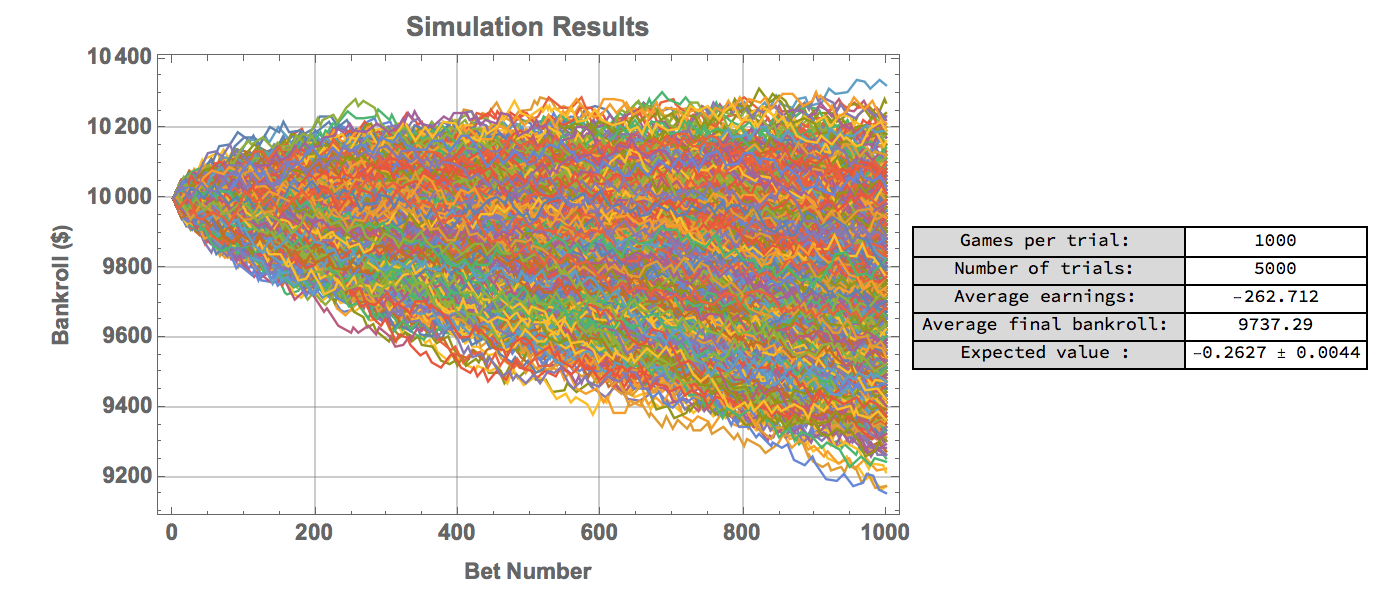 Simulation Results
Bankroll ($)
10400
10200
10000
9800
9600
9400
9200
0 200 400 600 800 1000
Bet Number
Games per trial: 1000
Number of trials: 5000
Average earnings: -262.712
Average final bankroll: 9737.29
Expected value : -0.2627 ± 0.0044